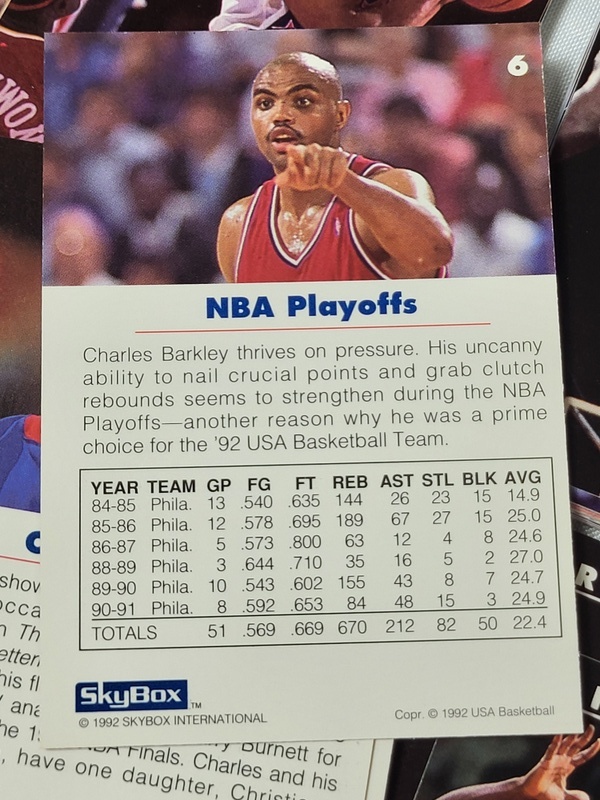 6
NBA Playoffs
Charles Barkley thrives on pressure. His uncanny
ability to nail crucial points and grab clutch
rebounds seems to strengthen during the NBA
Playoffs—another reason why he was a prime
choice for the '92 USA Basketball Team.
YEAR TEAM GP FG FT REB AST STL BLK AVG
84-85 Phila. 13 .540 .635 144 26 23 15 14.9
85-86 Phila. 12 .578 .695 189 67 27 15 25.0
86-87 Phila. 5 .573 .800 63 12 4 8 24.6
88-89 Phila. 3 .644 .710 35 16 5 2 27.0
89-90 Phila. 10 .543 .602 155 43 8 7 24.7
90-91 Phila. 8 .592 .653 84 48 15 3 24.9
TOTALS 51 .569 .669 670 212 82 50 22.4
SkyBox™
© 1992 SKYBOX INTERNATIONAL
Copr. © 1992 USA Basketball
Burnett for
Finals. Charles and his
have one daughter,